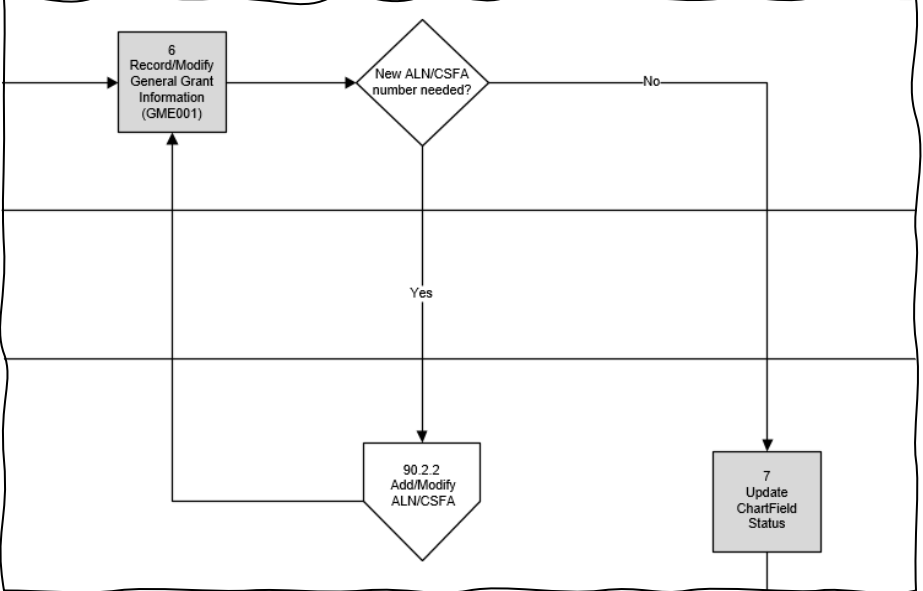 6
Record/Modify
General Grant
Information
(GME001)
New ALN/CSFA
number needed?
No
Yes
90.2.2
Add/Modify
ALN/CSFA
7
Update
ChartField
Status